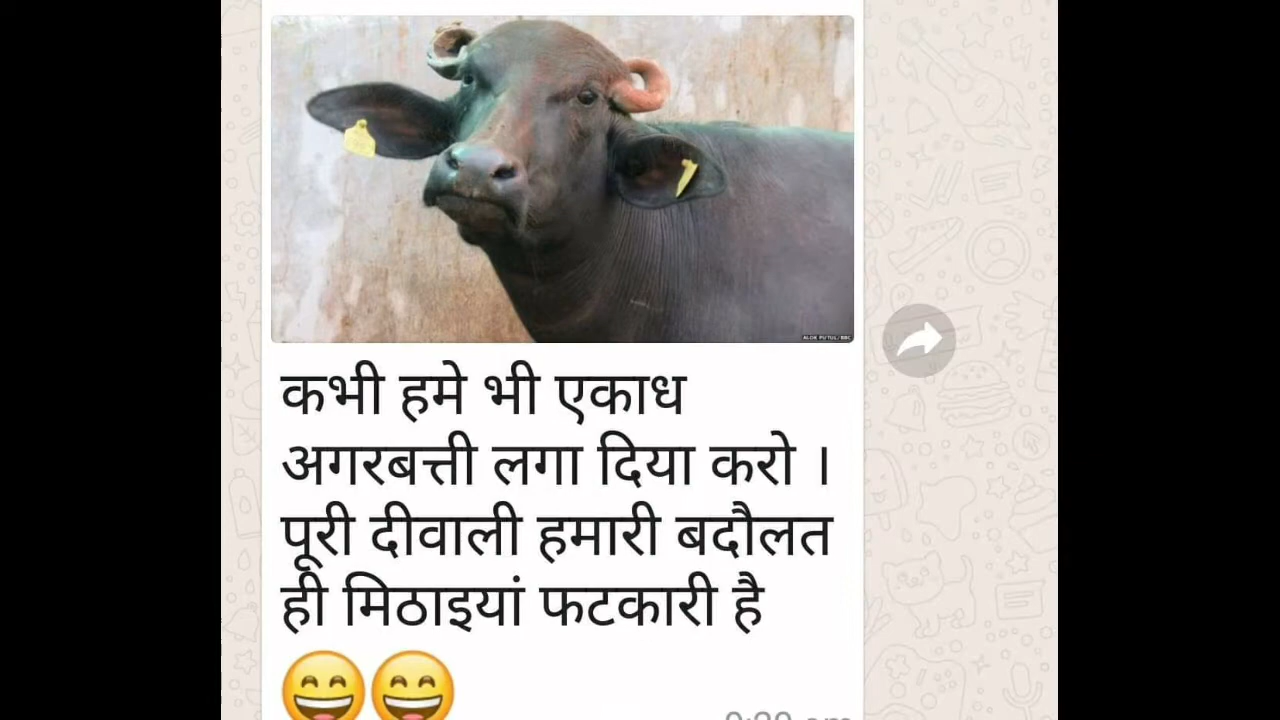 कभी हमे भी एकाध
अगरबत्ती लगा दिया करो ।
पूरी दीवाली हमारी बदौलत
ही मिठाइयां फटकारी है